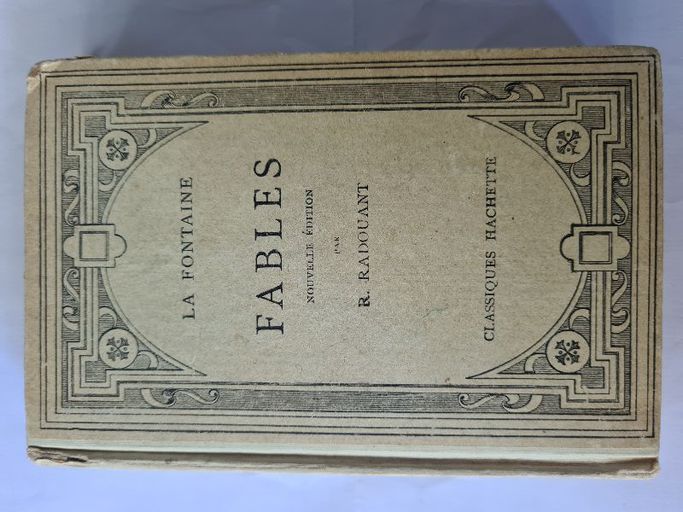 LA FONTAINE
FABLES
NOUVELLE ÉDITION
PAR
R. RADOUANT
CLASSIQUES HACHETTE